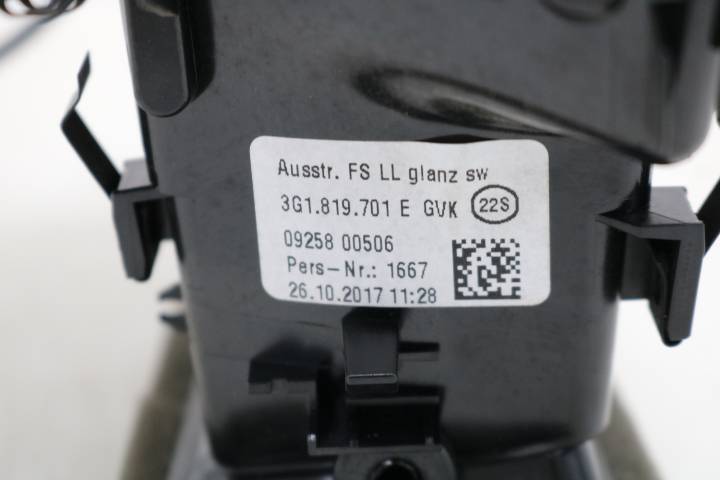 Ausstr. FS LL glanz sw
3G1.819.701 E GVK 22S
09258 00506
Pers-Nr.: 1667
26.10.2017 11:28